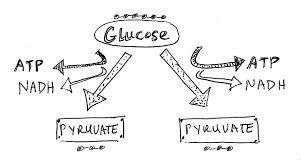 Glucose
ATP
NADH
ATP
NADH
PYRUVATE
PYRUVATE